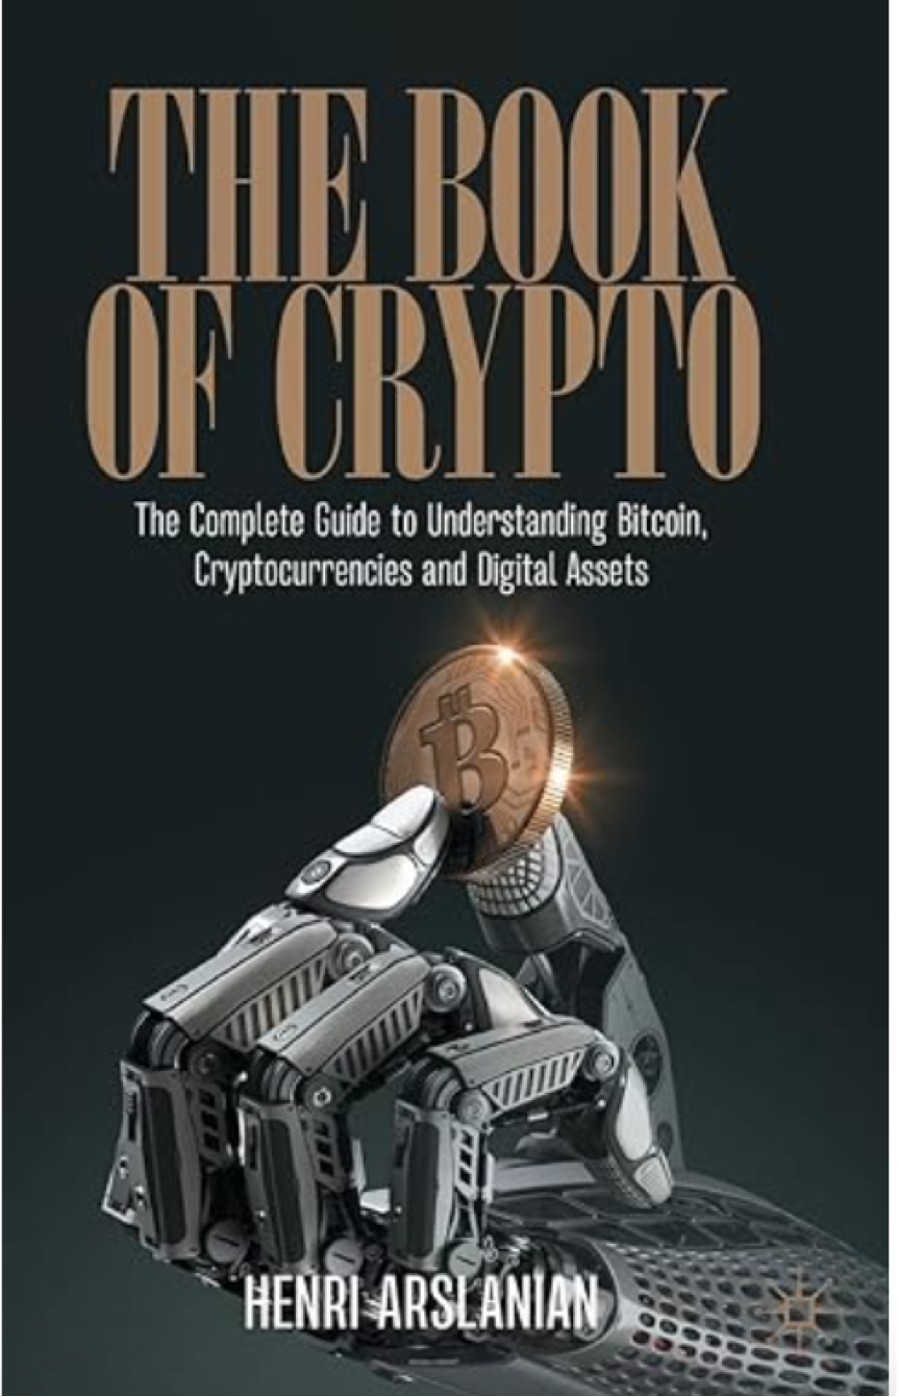 THE BOOK
OF CRYPTO
The Complete Guide to Understanding Bitcoin,
Cryptocurrencies and Digital Assets
HENRI ARSLANIAN